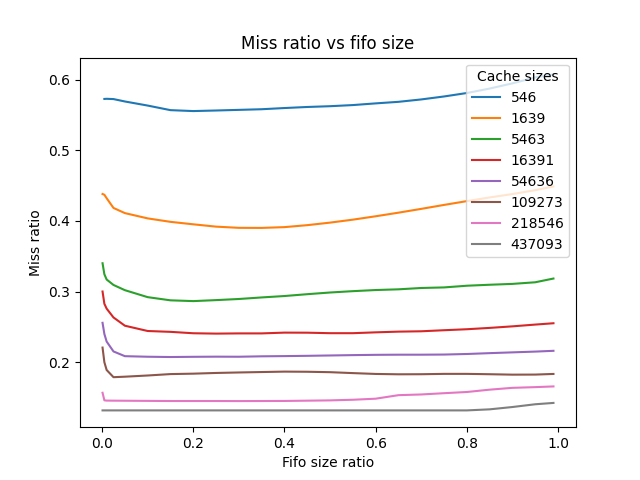 Miss ratio vs fifo size
Cache sizes
546
1639
5463
16391
54636
109273
218546
437093
0.6
0.5
0.4
0.3
0.2
Miss ratio
0.0 0.2 0.4 0.6 0.8 1.0
Fifo size ratio